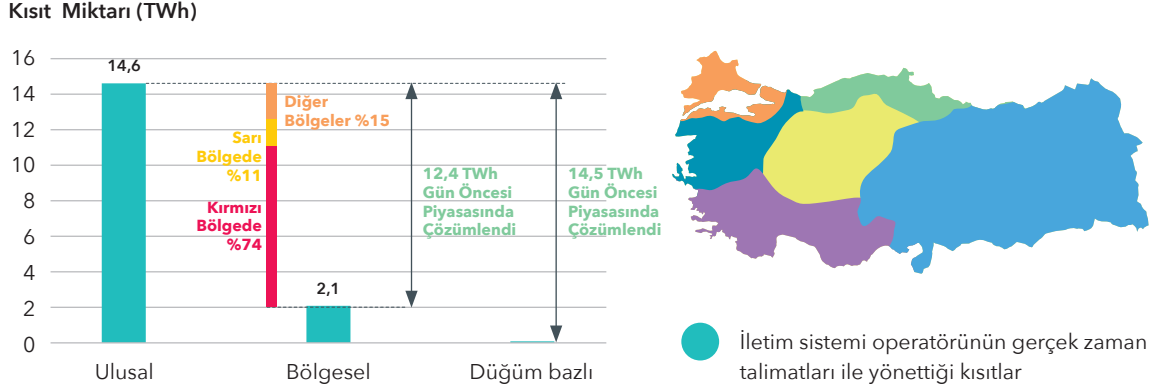 Kısıt Miktarı (TWh)
16
14
12
10
8
6
4
2
0
14,6
Diğer
Bölgeler %15
Sarı
Bölgede
%11
Kırmızı
Bölgede
%74
2,1
12,4 TWh
Gün Öncesi
Piyasasında
Çözümlendi
14,5 TWh
Gün Öncesi
Piyasasında
Çözümlendi
Ulusal
Bölgesel
Düğüm bazlı
İletim sistemi operatörünün gerçek zaman
talimatları ile yönettiği kısıtlar